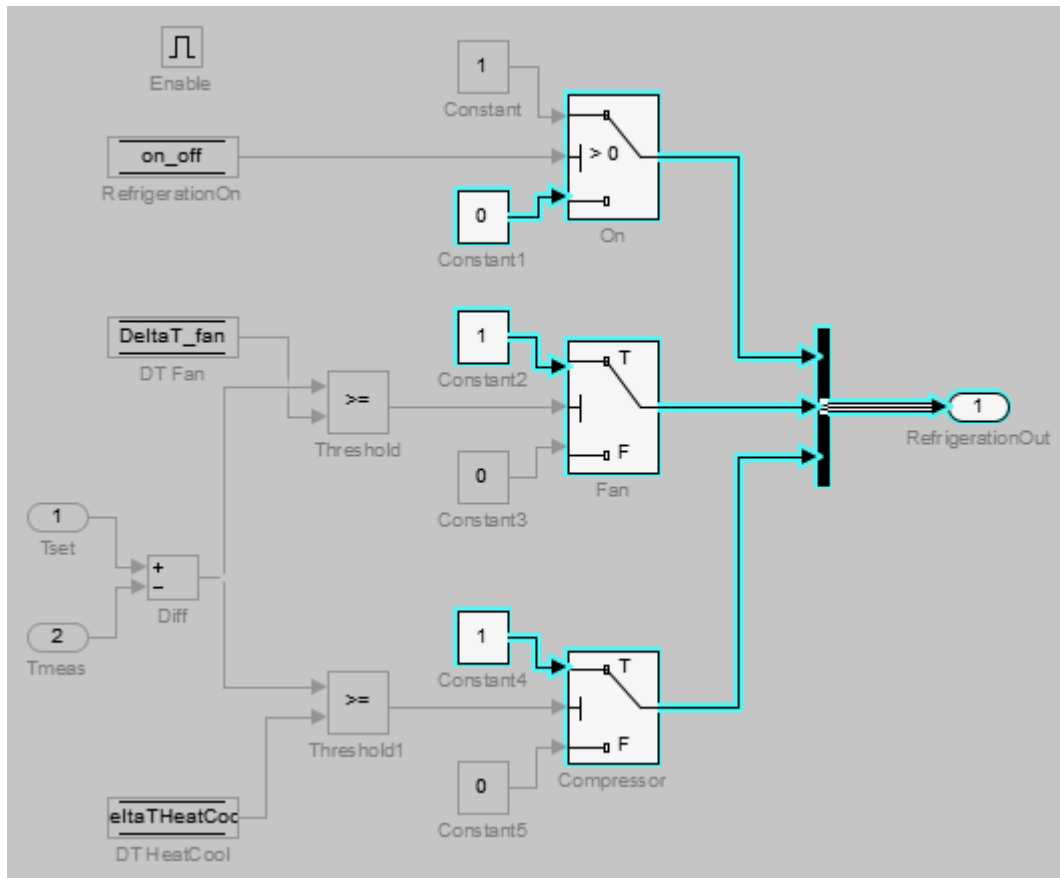 Enable
1
Constant
on_off
RefrigerationOn
> 0
0
Constant1
On
DeltaT_fan
DT Fan
1
Constant2
T
>=
Threshold
F
0
Constant3
Fan
1
RefrigerationOut
1
Tset
+
−
Diff
2
Tmeas
1
Constant4
T
>=
Threshold1
F
0
Constant5
Compressor
eltaTHeatCoo
DT HeatCool